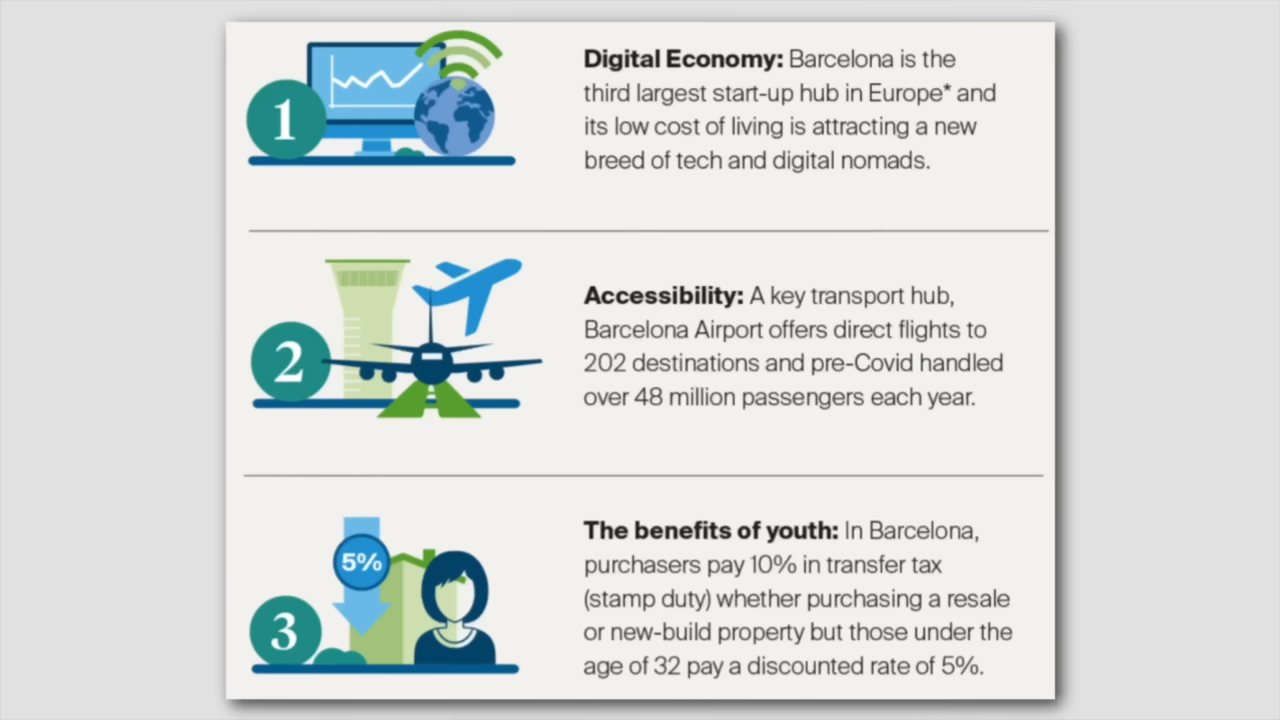 1
Digital Economy: Barcelona is the
third largest start-up hub in Europe* and
its low cost of living is attracting a new
breed of tech and digital nomads.
2
Accessibility: A key transport hub,
Barcelona Airport offers direct flights to
202 destinations and pre-Covid handled
over 48 million passengers each year.
5%
3
The benefits of youth: In Barcelona,
purchasers pay 10% in transfer tax
(stamp duty) whether purchasing a resale
or new-build property but those under the
age of 32 pay a discounted rate of 5%.